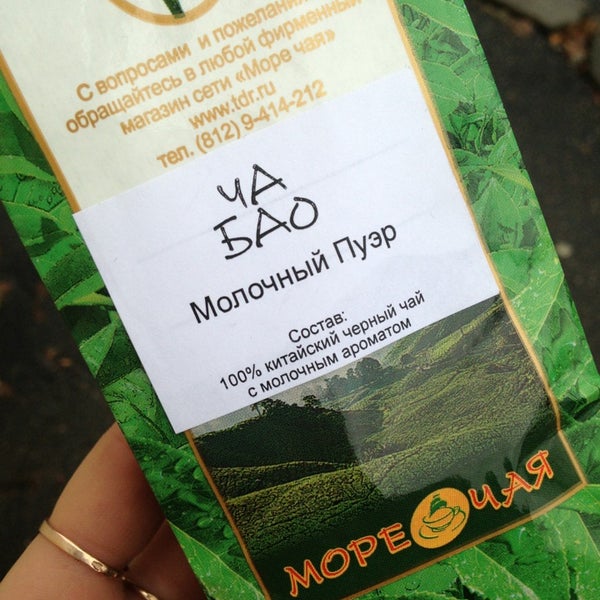 С вопросами и пожеланиями
обращайтесь в любой фирменный
магазин сети «Море чая»
www.tdr.ru
тел. (812) 9-414-212
ЧА
БАО
Молочный Пуэр
Состав:
100% китайский черный чай
с молочным ароматом
МОРЕ ЧАЯ